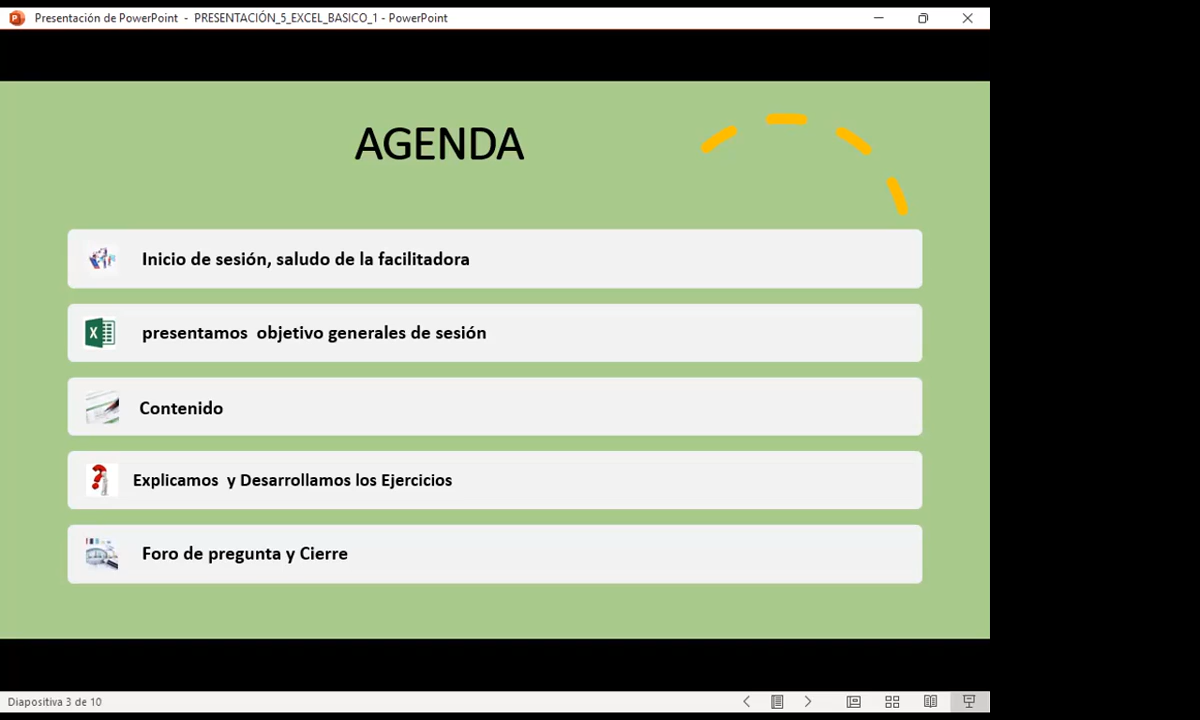 Presentación de PowerPoint - PRESENTACIÓN_5_EXCEL_BASICO_1 - PowerPoint
AGENDA
Inicio de sesión, saludo de la facilitadora
presentamos objetivo generales de sesión
Contenido
Explicamos y Desarrollamos los Ejercicios
Foro de pregunta y Cierre
Diapositiva 3 de 10